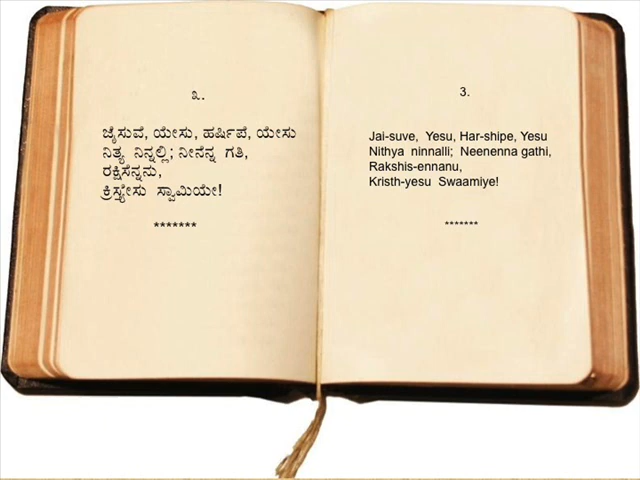 ೩.
ಜೈಸುವೆ, ಯೇಸು, ಹರ್ಷಿಪೆ, ಯೇಸು
ನಿತ್ಯ ನಿನ್ನಲ್ಲಿ; ನೀನೆನ್ನ ಗತಿ,
ರಕ್ಷಿಸೆನ್ನನು,
ಕ್ರಿಸ್ತ್ಯೇಸು ಸ್ವಾಮಿಯೇ!
*******
3.
Jai-suve, Yesu, Har-shipe, Yesu
Nithya ninnalli; Neenenna gathi,
Rakshis-ennanu,
Kristh-yesu Swaamiye!
*******